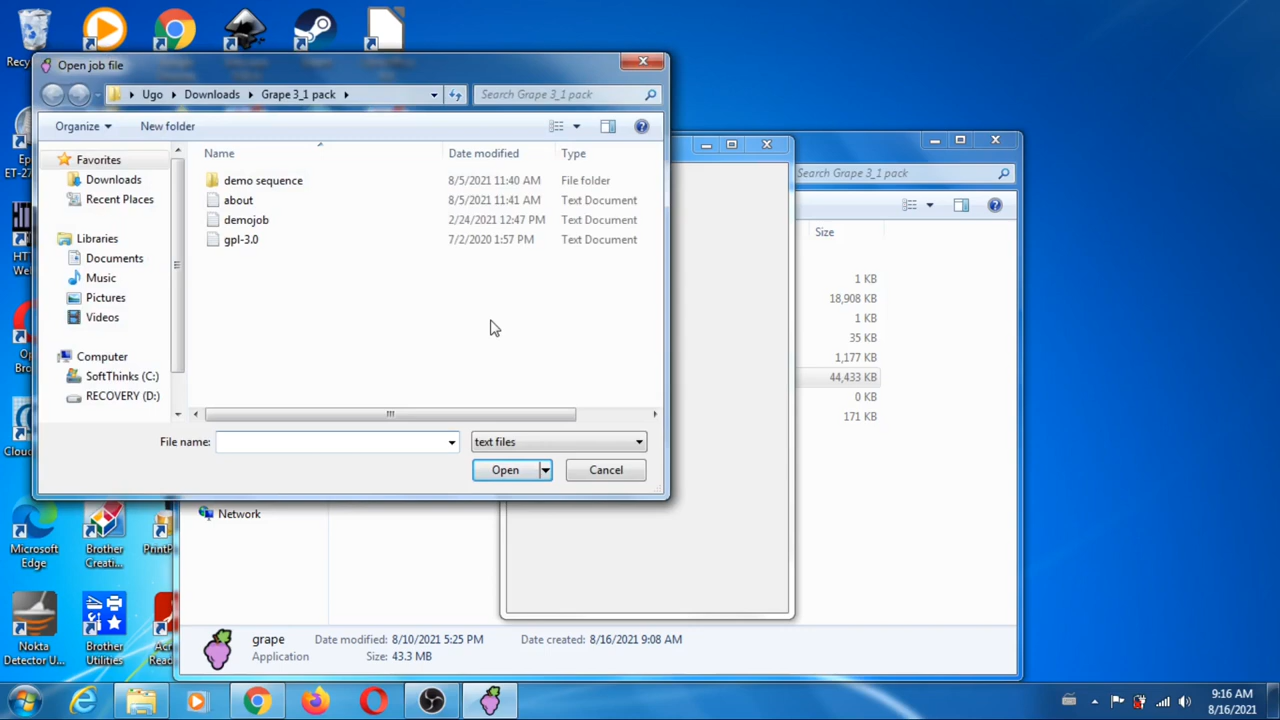 Open job file
Ugo
Downloads
Grape 3_1 pack
Search Grape 3_1 pack
Organize
New folder
Name
Date modified
Type
Favorites
Downloads
Recent Places
Libraries
Documents
Music
Pictures
Videos
Computer
SoftThinks (C:)
RECOVERY (D:)
demo sequence 8/5/2021 11:40 AM File folder
about 8/5/2021 11:41 AM Text Document
demojob 2/24/2021 12:47 PM Text Document
gpl-3.0 7/2/2020 1:57 PM Text Document
File name:
text files
Open
Cancel
Search Grape 3_1 pack
Size
1 KB
18,908 KB
1 KB
35 KB
1,177 KB
44,433 KB
0 KB
171 KB
Network
grape Date modified: 8/10/2021 5:25 PM Date created: 8/16/2021 9:08 AM
Application Size: 43.3 MB
Microsoft
Edge
Brother
Creati...
Nokta
Detector U...
Brother
Utilities
9:16 AM
8/16/2021